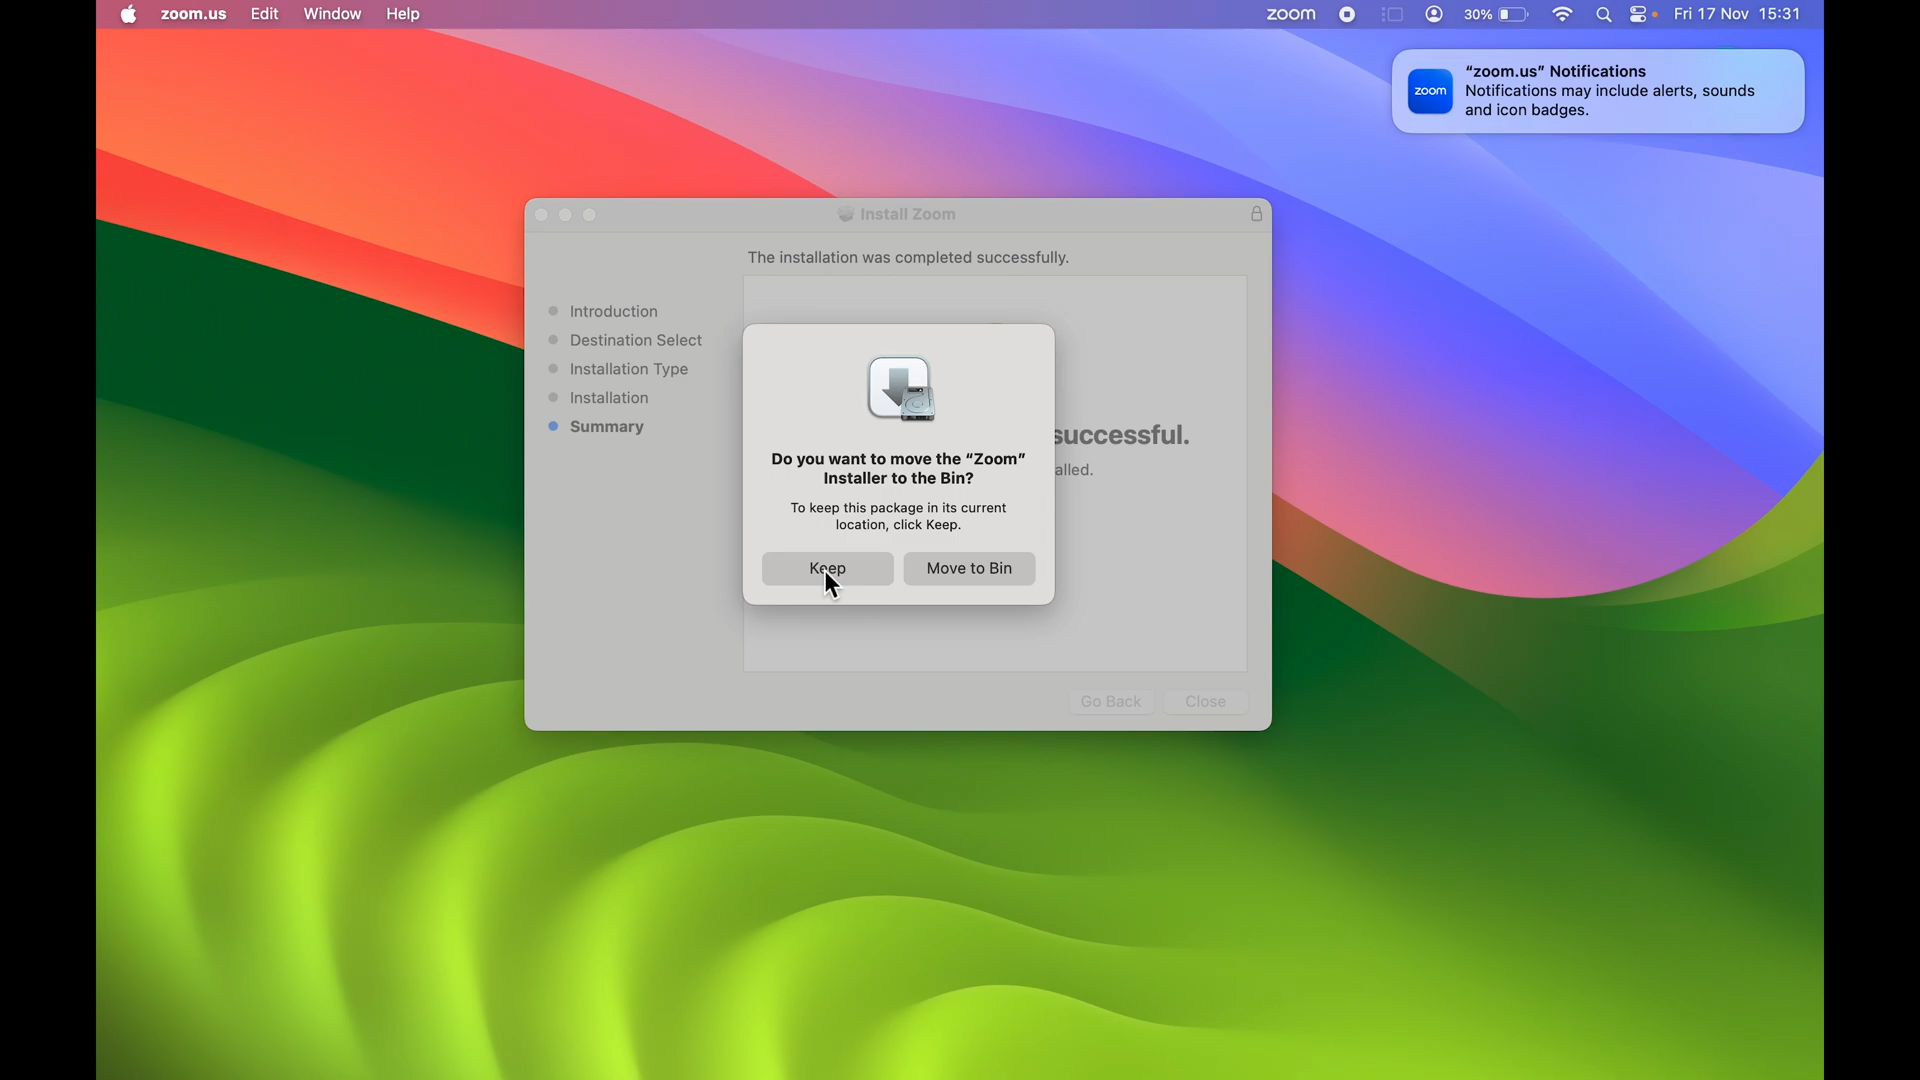 zoom.us Edit Window Help
zoom 30% Fri 17 Nov 15:31
zoom
“zoom.us” Notifications
Notifications may include alerts, sounds
and icon badges.
Install Zoom
The installation was completed successfully.
Introduction
Destination Select
Installation Type
Installation
Summary
successful.
alled.
Do you want to move the “Zoom”
Installer to the Bin?
To keep this package in its current
location, click Keep.
Keep Move to Bin
Go Back Close